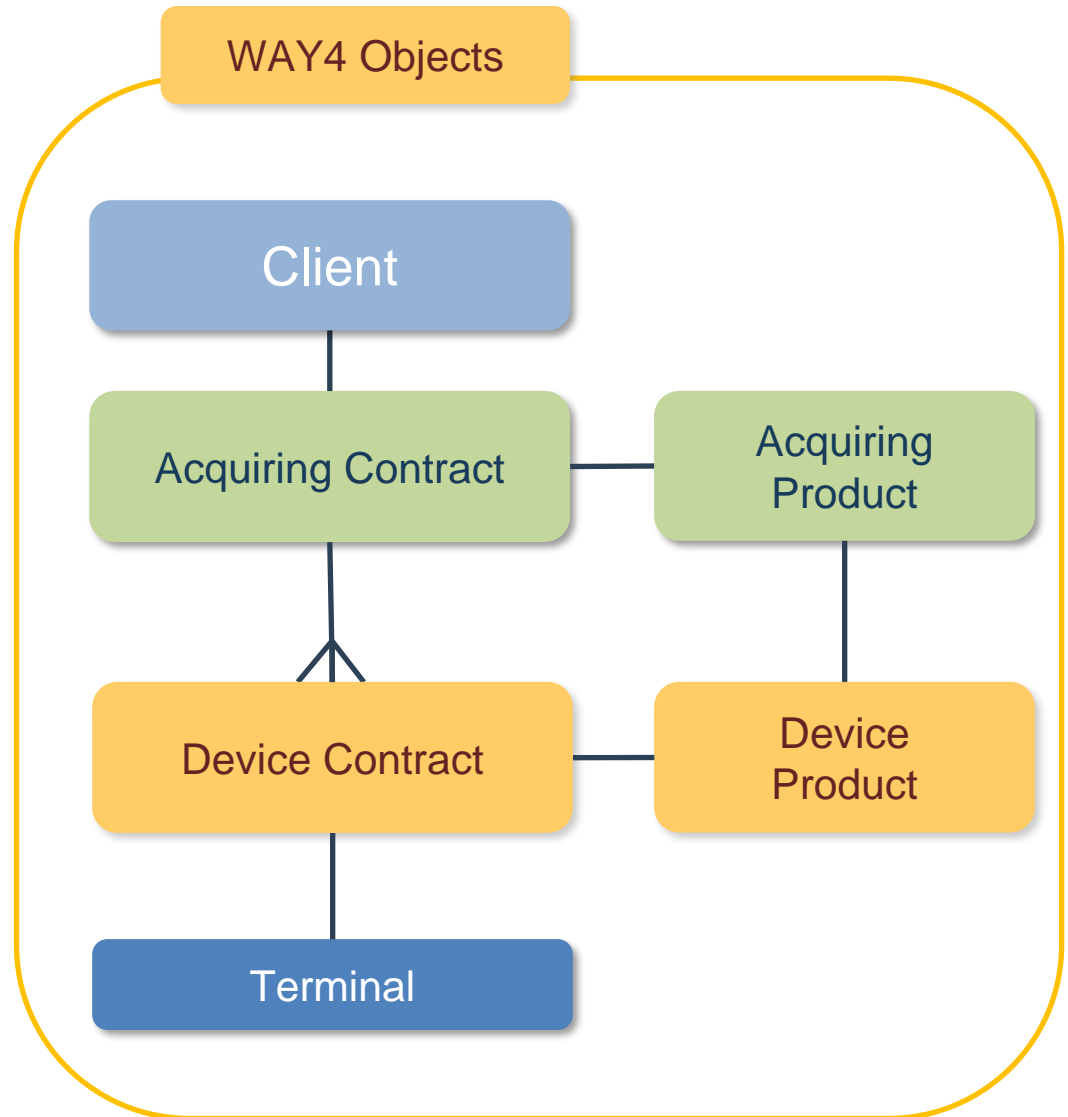 WAY4 Objects
Client
Acquiring Contract
Acquiring
Product
Device Contract
Device
Product
Terminal